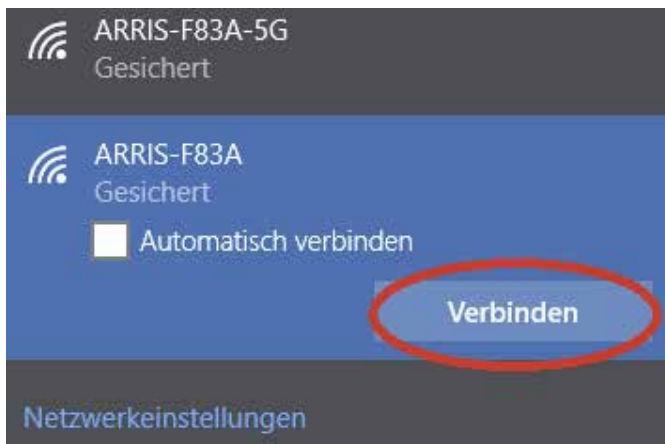 ARRIS-F83A-5G
Gesichert
ARRIS-F83A
Gesichert
Automatisch verbinden
Verbinden
Netzwerkeinstellungen